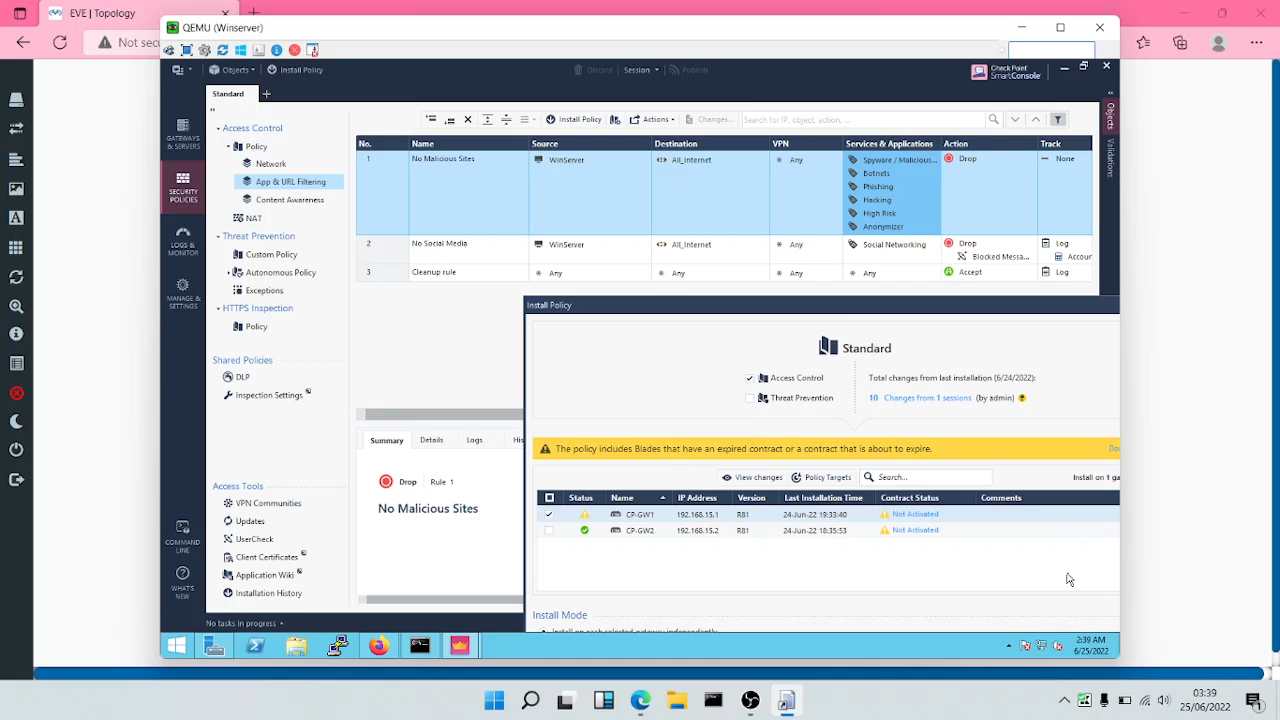 EVE | Topology
Not sec
QEMU (Winserver)
Objects
Install Policy
Discard
Session
Publish
Check Point
SmartConsole
Standard
GATEWAYS
& SERVERS
SECURITY
POLICIES
LOGS &
MONITOR
MANAGE &
SETTINGS
COMMAND
LINE
WHAT'S
NEW
Access Control
Policy
Network
App & URL Filtering
Content Awareness
NAT
Threat Prevention
Custom Policy
Autonomous Policy
Exceptions
HTTPS Inspection
Policy
Shared Policies
DLP
Inspection Settings
Access Tools
VPN Communities
Updates
UserCheck
Client Certificates
Application Wiki
Installation History
No tasks in progress
Install Policy
Actions
Changes...
Search for IP, object, action, ...
Objects
Validations
No. Name Source Destination VPN Services & Applications Action Track
1 No Malicious Sites WinServer All_Internet Any Spyware / Malicious... Drop None
Botnets
Phishing
Hacking
High Risk
Anonymizer
2 No Social Media WinServer All_Internet Any Social Networking Drop Log
Blocked Messa... Accour
3 Cleanup rule Any Any Any Any Accept Log
Summary Details Logs His
Drop Rule 1
No Malicious Sites
Install Policy
Standard
Access Control
Threat Prevention
Total changes from last installation (6/24/2022):
10 Changes from 1 sessions (by admin)
The policy includes Blades that have an expired contract or a contract that is about to expire.
Do
View changes
Policy Targets
Search...
Install on 1 ga
Status Name IP Address Version Last Installation Time Contract Status Comments
CP-GW1 192.168.15.1 R81 24-Jun-22 19:33:40 Not Activated
CP-GW2 192.168.15.2 R81 24-Jun-22 18:35:53 Not Activated
Install Mode
Install on each selected gateway independently
2:39 AM
6/25/2022
03:39
25/06/2022
1